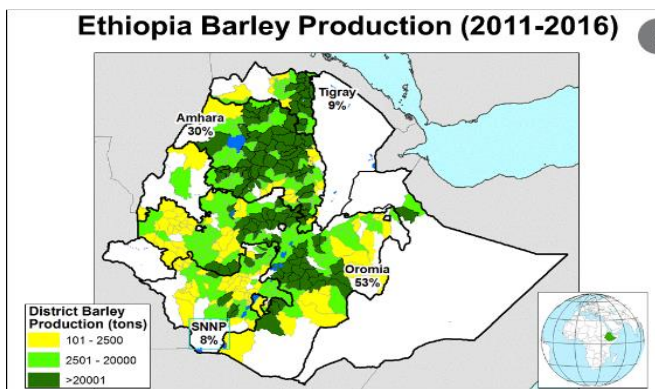 Ethiopia Barley Production (2011-2016)
Tigray
9%
Amhara
30%
Oromia
53%
SNNP
8%
District Barley
Production (tons)
101 - 2500
2501 - 20000
>20001